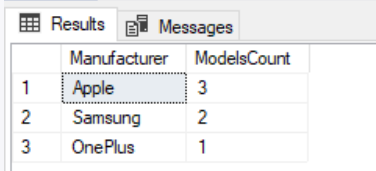 Results Messages
Manufacturer ModelsCount
1 Apple 3
2 Samsung 2
3 OnePlus 1